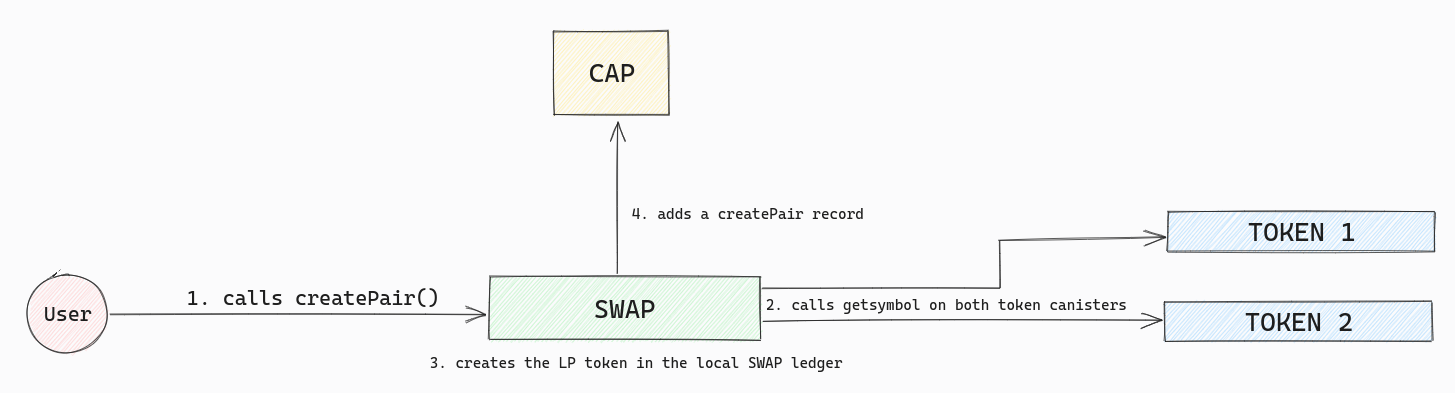 CAP
4. adds a createPair record
TOKEN 1
1. calls createPair()
User
SWAP
2. calls getsymbol on both token canisters
TOKEN 2
3. creates the LP token in the local SWAP ledger